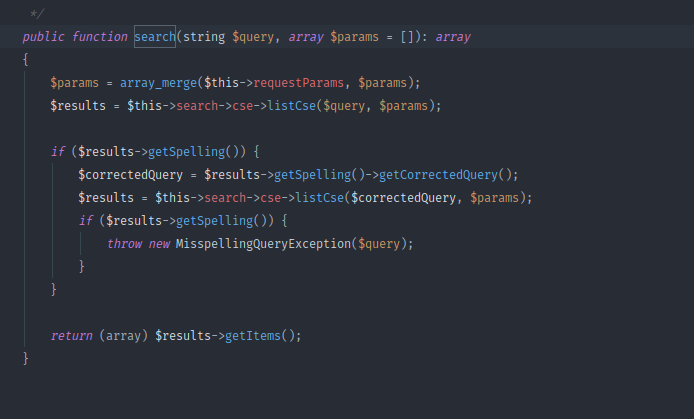 */
public function search(string $query, array $params = []): array
{
$params = array_merge($this->requestParams, $params);
$results = $this->search->cse->listCse($query, $params);
if ($results->getSpelling()) {
$correctedQuery = $results->getSpelling()->getCorrectedQuery();
$results = $this->search->cse->listCse($correctedQuery, $params);
if ($results->getSpelling()) {
throw new MisspellingQueryException($query);
}
}
return (array) $results->getItems();
}